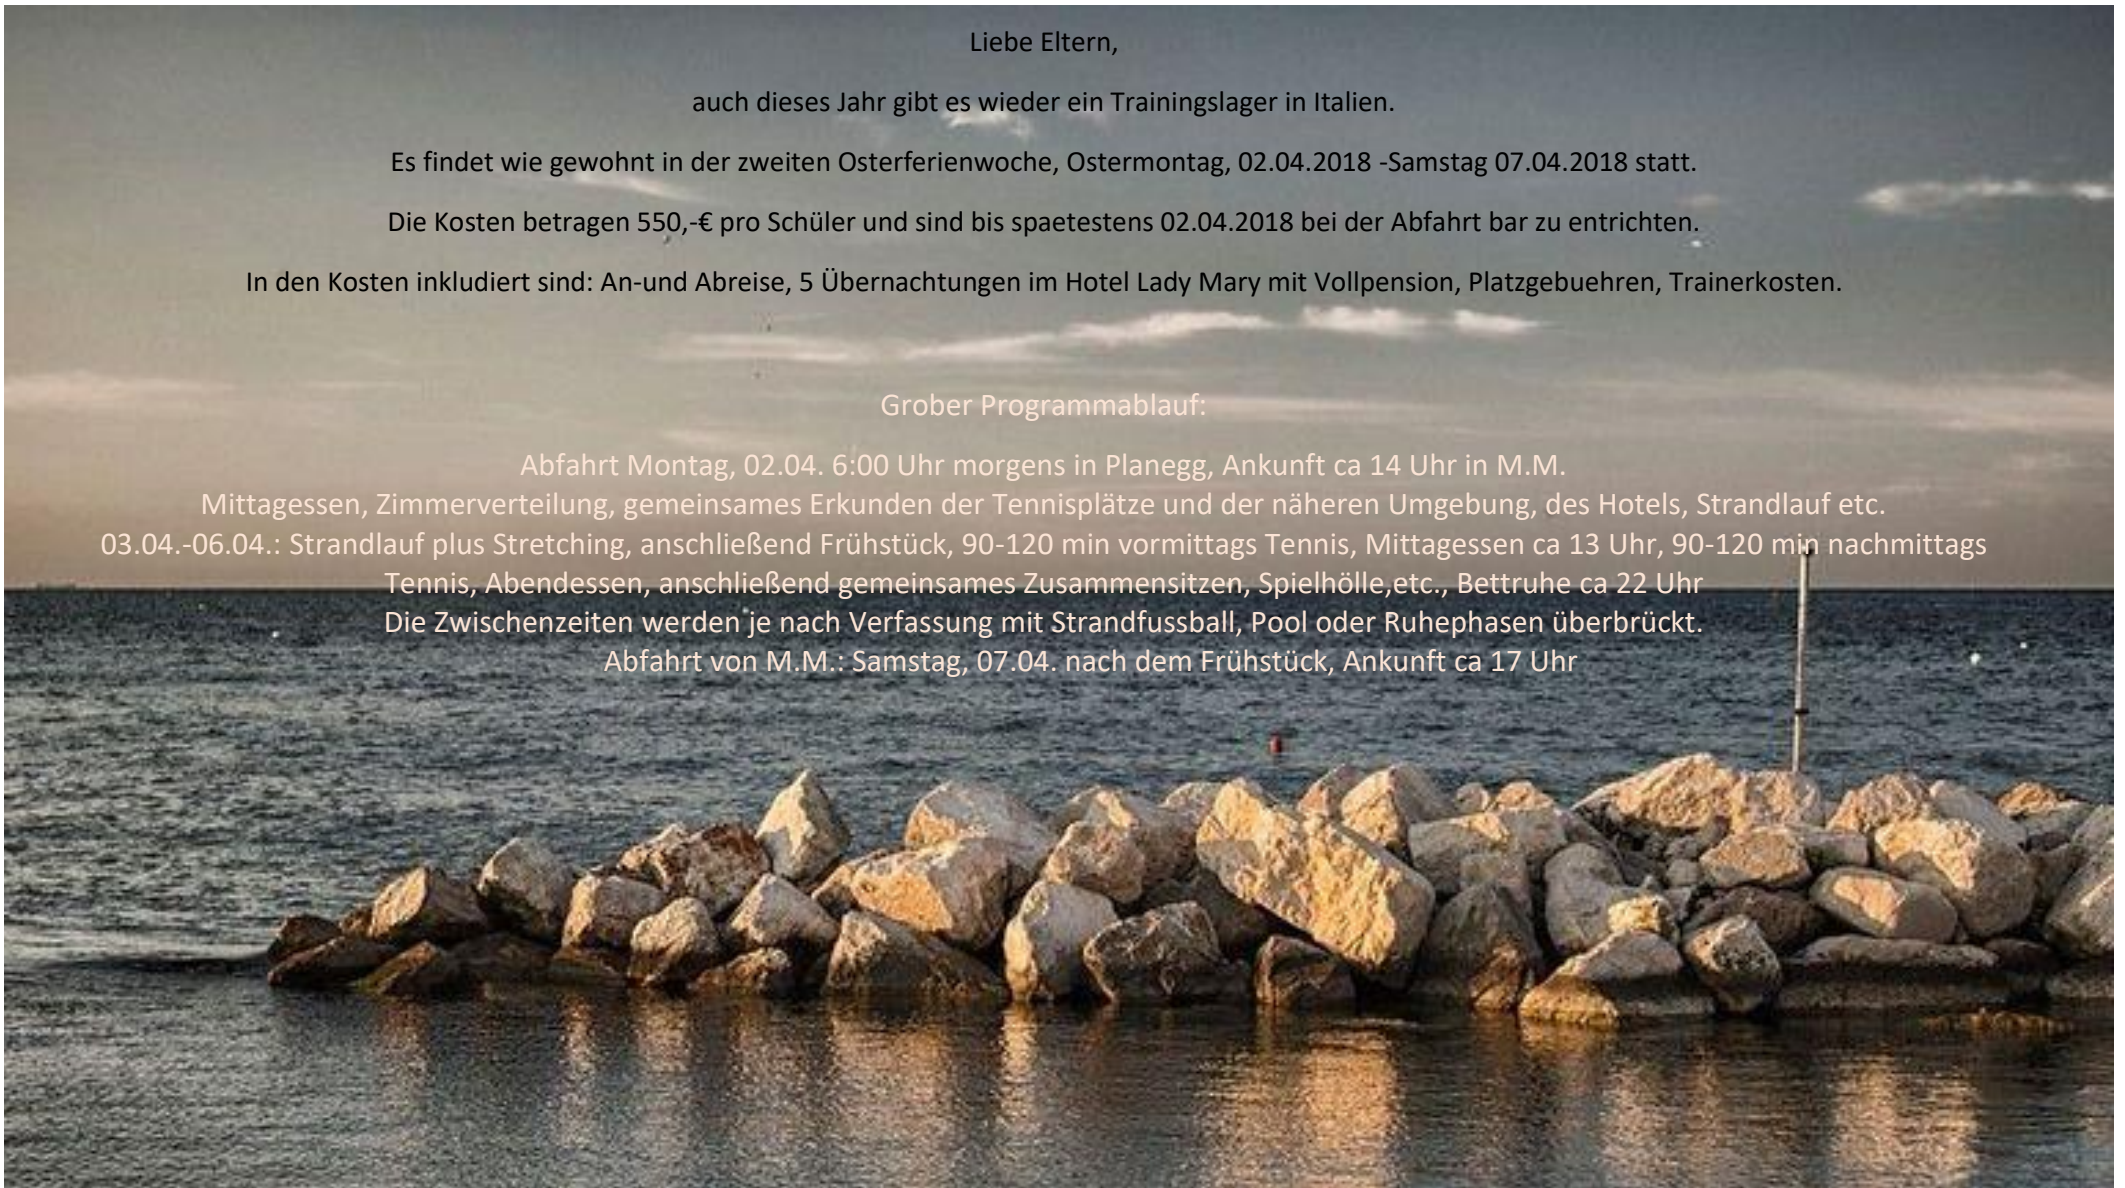 Liebe Eltern,
auch dieses Jahr gibt es wieder ein Trainingslager in Italien.
Es findet wie gewohnt in der zweiten Osterferienwoche, Ostermontag, 02.04.2018 -Samstag 07.04.2018 statt.
Die Kosten betragen 550,-€ pro Schüler und sind bis spaetestens 02.04.2018 bei der Abfahrt bar zu entrichten.
In den Kosten inkludiert sind: An-und Abreise, 5 Übernachtungen im Hotel Lady Mary mit Vollpension, Platzgebuehren, Trainerkosten.
Grober Programmablauf:
Abfahrt Montag, 02.04. 6:00 Uhr morgens in Planegg, Ankunft ca 14 Uhr in M.M.
Mittagessen, Zimmerverteilung, gemeinsames Erkunden der Tennisplätze und der näheren Umgebung, des Hotels, Strandlauf etc.
03.04.-06.04.: Strandlauf plus Stretching, anschließend Frühstück, 90-120 min vormittags Tennis, Mittagessen ca 13 Uhr, 90-120 min nachmittags
Tennis, Abendessen, anschließend gemeinsames Zusammensitzen, Spielhölle,etc., Bettruhe ca 22 Uhr
Die Zwischenzeiten werden je nach Verfassung mit Strandfussball, Pool oder Ruhephasen überbrückt.
Abfahrt von M.M.: Samstag, 07.04. nach dem Frühstück, Ankunft ca 17 Uhr